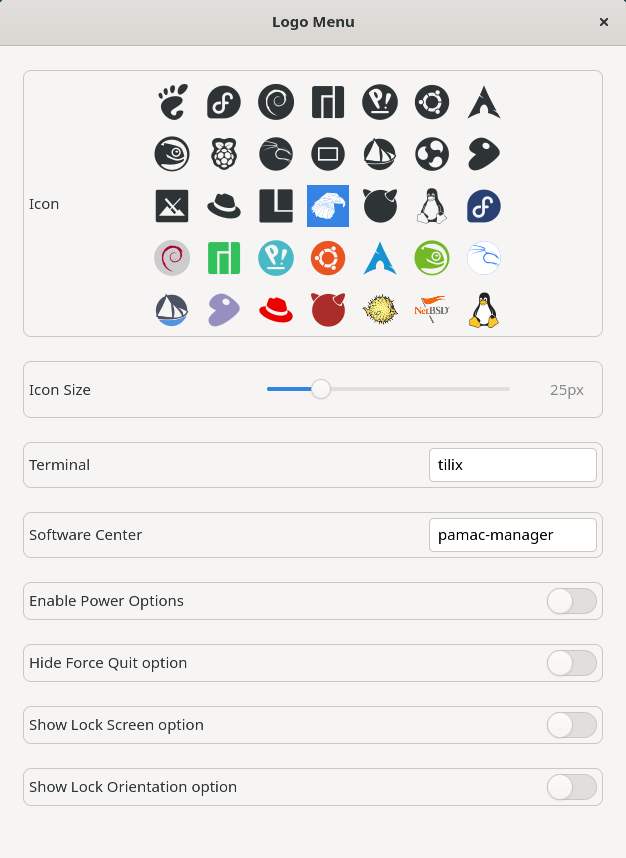 Logo Menu
Icon
NetBSD
Icon Size
25px
Terminal
tilix
Software Center
pamac-manager
Enable Power Options
Hide Force Quit option
Show Lock Screen option
Show Lock Orientation option